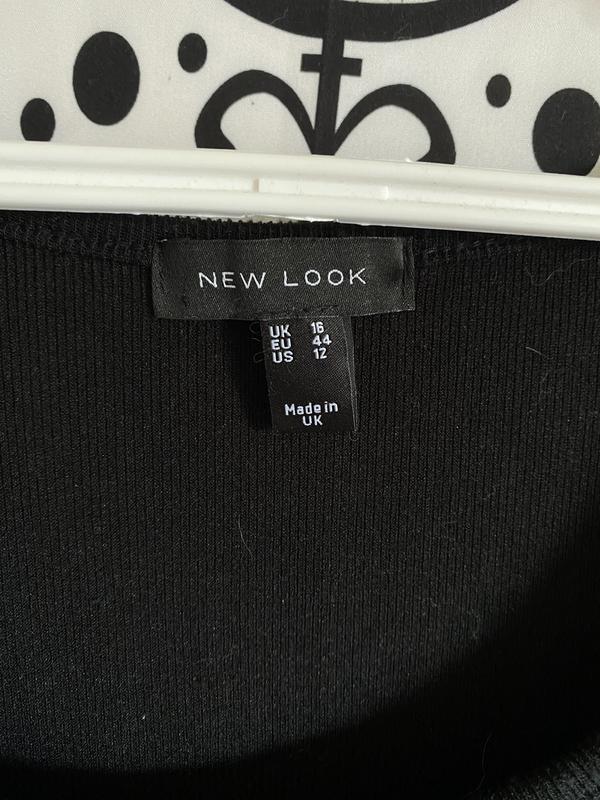 NEW LOOK
UK 16
EU 44
US 12
Made in
UK